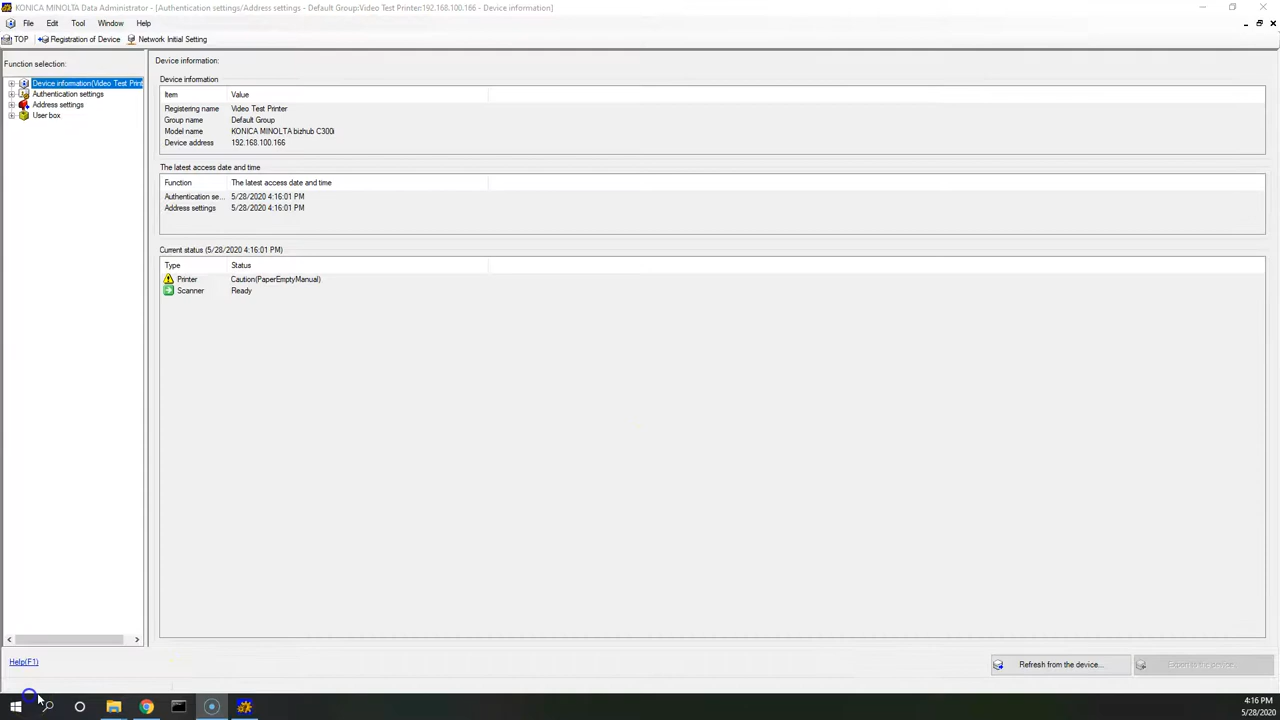 KONICA MINOLTA Data Administrator - [Authentication settings/Address settings - Default Group:Video Test Printer:192.168.100.166 - Device information]
File Edit Tool Window Help
TOP Registration of Device Network Initial Setting
Function selection:
Device information(Video Test Print
Authentication settings
Address settings
User box
Device information:
Device information
Item Value
Registering name Video Test Printer
Group name Default Group
Model name KONICA MINOLTA bizhub C300i
Device address 192.168.100.166
The latest access date and time
Function The latest access date and time
Authentication se... 5/28/2020 4:16:01 PM
Address settings 5/28/2020 4:16:01 PM
Current status (5/28/2020 4:16:01 PM)
Type Status
Printer Caution(PaperEmptyManual)
Scanner Ready
Help(F1)
Refresh from the device... Export to the device...
4:16 PM
5/28/2020